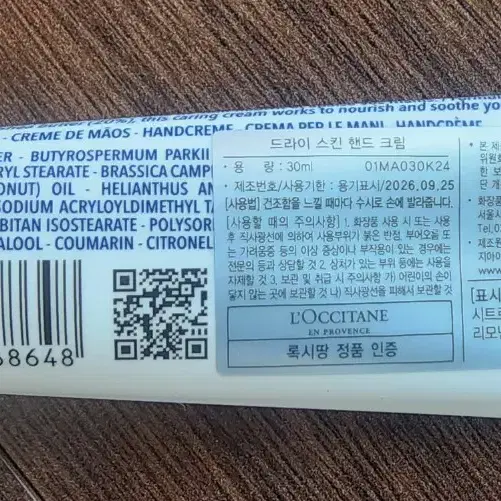 Butter (20%), this caring cream works to nourish and soothe yo
- CREME DE MÃOS - HANDCREME - CREMA PER LE MANI - HANDCRÈME
ER - BUTYROSPERMUM PARKII
RYL STEARATE - BRASSICA CAMP
ONUT) OIL - HELIANTHUS AN
SODIUM ACRYLOYLDIMETHYL TA
BITAN ISOSTEARATE - POLYSOR
ALOOL - COUMARIN - CITRONEL
68648
드라이 스킨 핸드 크림
· 용 량 : 30ml 01MA030K24
· 제조번호/사용기한 : 용기표시/2026.09.25
[사용법] 건조함을 느낄 때마다 수시로 손에 발라줍니다.
[사용할 때의 주의사항] 1. 화장품 사용 시 또는 사용
후 직사광선에 의하여 사용부위가 붉은 반점, 부어오름 또
는 가려움증 등의 이상 증상이나 부작용이 있는 경우에는
전문의 등과 상담할 것 2. 상처가 있는 부위 등에는 사용을
자제할 것 3. 보관 및 취급 시 주의사항 가) 어린이의 손이
닿지 않는 곳에 보관할 것 나) 직사광선을 피해서 보관할 것
L'OCCITANE
EN PROVENCE
록시땅 정품 인증
· 본 제
위원회
단 개
· 화장품
서울시
Tel.0
· 제조판
지아이
www
[표시
시트로
리모넨